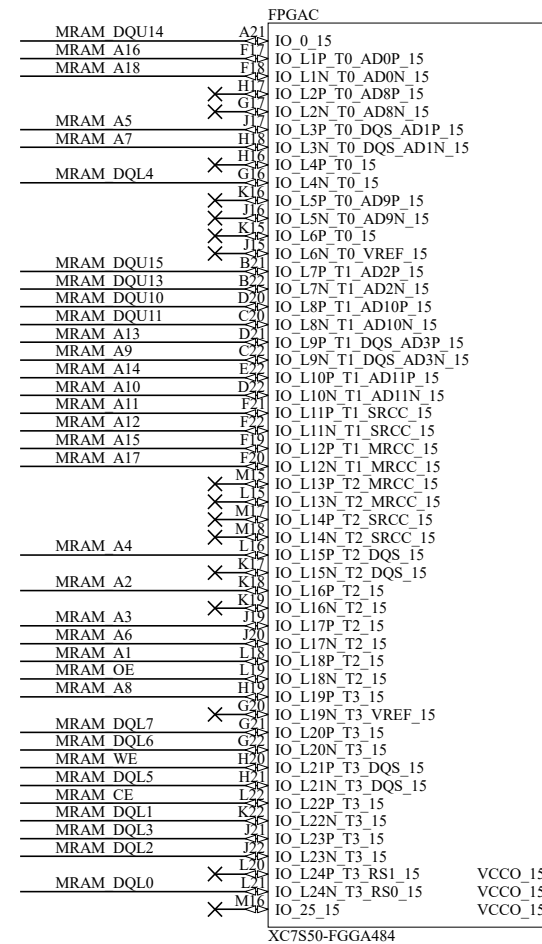 FPGAC
MRAM_DQU14 A21 IO_0_15
MRAM_A16 F17 IO_L1P_T0_AD0P_15
MRAM_A18 F18 IO_L1N_T0_AD0N_15
H17 IO_L2P_T0_AD8P_15
G17 IO_L2N_T0_AD8N_15
MRAM_A5 J17 IO_L3P_T0_DQS_AD1P_15
MRAM_A7 H18 IO_L3N_T0_DQS_AD1N_15
H16 IO_L4P_T0_15
MRAM_DQL4 G16 IO_L4N_T0_15
K16 IO_L5P_T0_AD9P_15
J16 IO_L5N_T0_AD9N_15
K15 IO_L6P_T0_15
J15 IO_L6N_T0_VREF_15
MRAM_DQU15 B21 IO_L7P_T1_AD2P_15
MRAM_DQU13 B22 IO_L7N_T1_AD2N_15
MRAM_DQU10 D20 IO_L8P_T1_AD10P_15
MRAM_DQU11 C20 IO_L8N_T1_AD10N_15
MRAM_A13 D21 IO_L9P_T1_DQS_AD3P_15
MRAM_A9 C22 IO_L9N_T1_DQS_AD3N_15
MRAM_A14 E22 IO_L10P_T1_AD11P_15
MRAM_A10 D22 IO_L10N_T1_AD11N_15
MRAM_A11 F21 IO_L11P_T1_SRCC_15
MRAM_A12 F22 IO_L11N_T1_SRCC_15
MRAM_A15 F19 IO_L12P_T1_MRCC_15
MRAM_A17 F20 IO_L12N_T1_MRCC_15
M15 IO_L13P_T2_MRCC_15
L15 IO_L13N_T2_MRCC_15
M17 IO_L14P_T2_SRCC_15
M18 IO_L14N_T2_SRCC_15
MRAM_A4 L16 IO_L15P_T2_DQS_15
K17 IO_L15N_T2_DQS_15
MRAM_A2 K18 IO_L16P_T2_15
K19 IO_L16N_T2_15
MRAM_A3 J19 IO_L17P_T2_15
MRAM_A6 J20 IO_L17N_T2_15
MRAM_A1 L18 IO_L18P_T2_15
MRAM_OE L19 IO_L18N_T2_15
MRAM_A8 H19 IO_L19P_T3_15
G20 IO_L19N_T3_VREF_15
MRAM_DQL7 G21 IO_L20P_T3_15
MRAM_DQL6 G22 IO_L20N_T3_15
MRAM_WE H20 IO_L21P_T3_DQS_15
MRAM_DQL5 H21 IO_L21N_T3_DQS_15
MRAM_CE L22 IO_L22P_T3_15
MRAM_DQL1 K22 IO_L22N_T3_15
MRAM_DQL3 J21 IO_L23P_T3_15
MRAM_DQL2 J22 IO_L23N_T3_15
L20 IO_L24P_T3_RS1_15 VCCO_15
MRAM_DQL0 L21 IO_L24N_T3_RS0_15 VCCO_15
M16 IO_25_15 VCCO_15
XC7S50-FGGA484